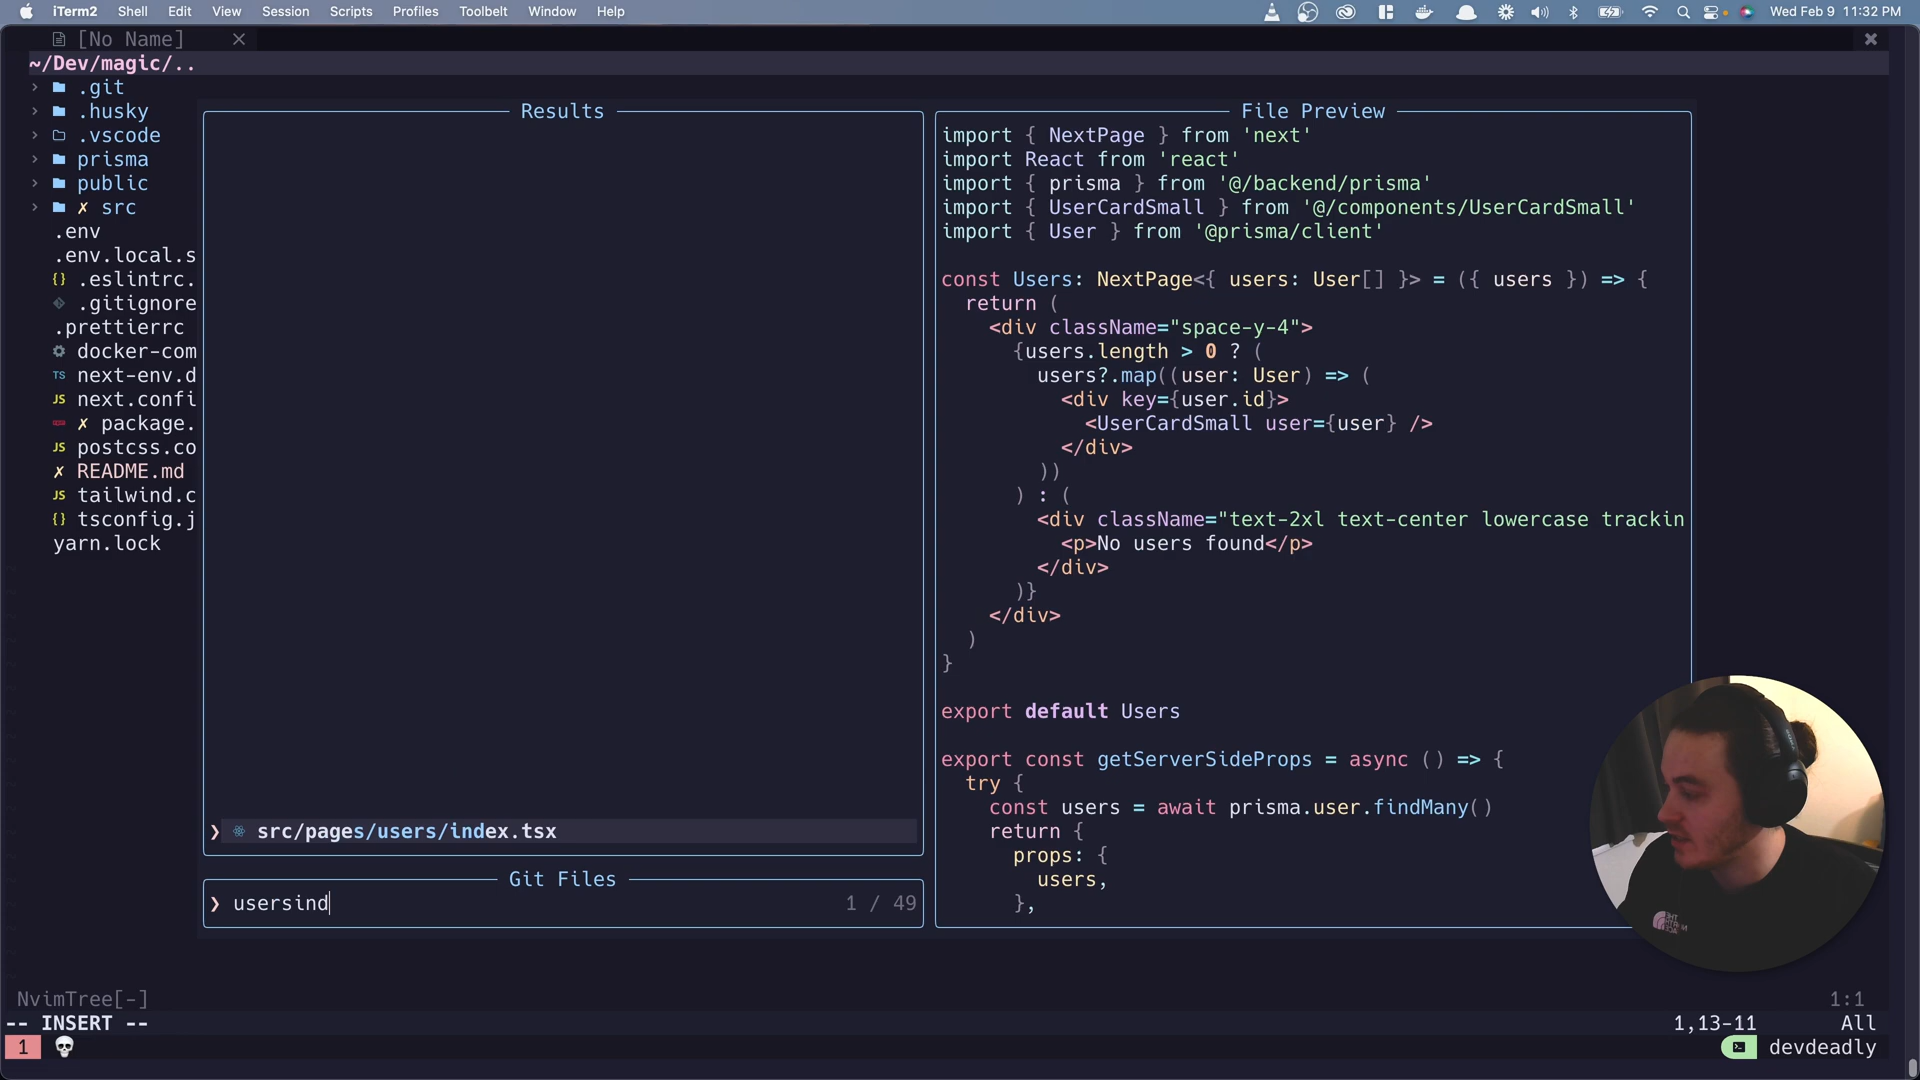 iTerm2 Shell Edit View Session Scripts Profiles Toolbelt Window Help Wed Feb 9 11:32 PM
[No Name]
~/Dev/magic/..
.git
.husky
.vscode
prisma
public
✗ src
.env
.env.local.s
{} .eslintrc.
.gitignore
.prettierrc
docker-com
TS next-env.d
JS next.confi
✗ package.
JS postcss.co
✗ README.md
JS tailwind.c
{} tsconfig.j
yarn.lock
Results
❯ src/pages/users/index.tsx
Git Files
❯ usersind 1 / 49
File Preview
import { NextPage } from 'next'
import React from 'react'
import { prisma } from '@/backend/prisma'
import { UserCardSmall } from '@/components/UserCardSmall'
import { User } from '@prisma/client'
const Users: NextPage<{ users: User[] }> = ({ users }) => {
return (
<div className="space-y-4">
{users.length > 0 ? (
users?.map((user: User) => (
<div key={user.id}>
<UserCardSmall user={user} />
</div>
))
) : (
<div className="text-2xl text-center lowercase trackin
<p>No users found</p>
</div>
)}
</div>
)
}
export default Users
export const getServerSideProps = async () => {
try {
const users = await prisma.user.findMany()
return {
props: {
users,
},
NvimTree[-] 1:1
-- INSERT -- 1,13-11 All
1 devdeadly